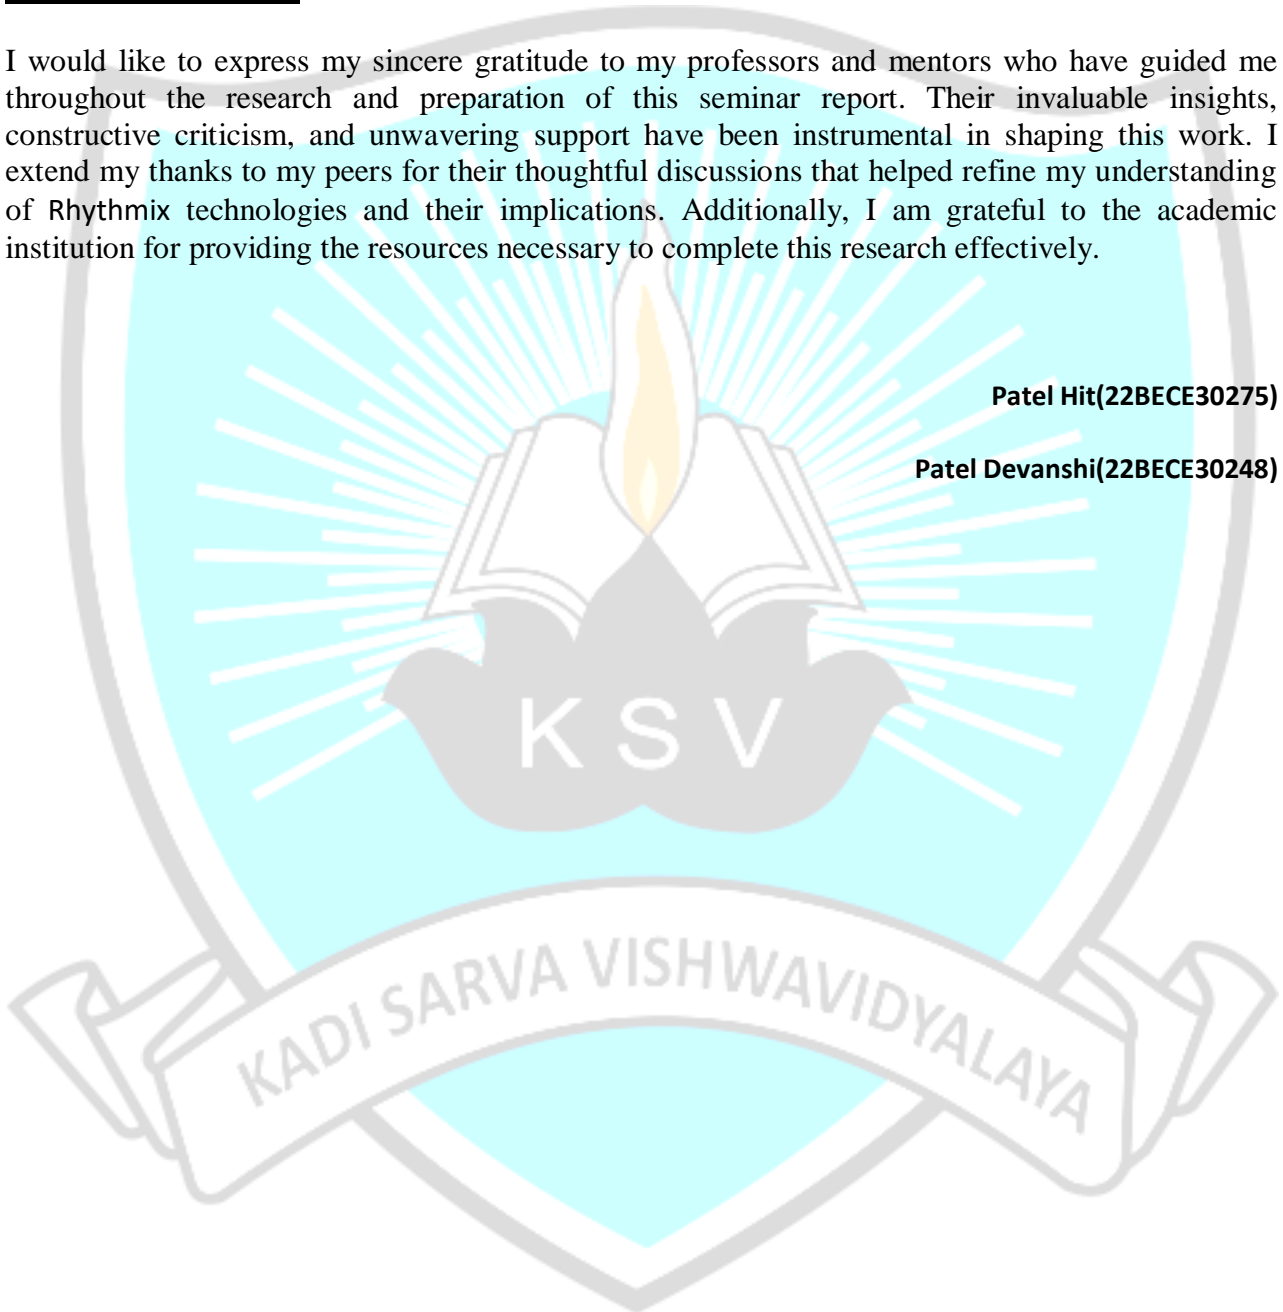 I would like to express my sincere gratitude to my professors and mentors who have guided me
throughout the research and preparation of this seminar report. Their invaluable insights,
constructive criticism, and unwavering support have been instrumental in shaping this work. I
extend my thanks to my peers for their thoughtful discussions that helped refine my understanding
of Rhythmix technologies and their implications. Additionally, I am grateful to the academic
institution for providing the resources necessary to complete this research effectively.
Patel Hit(22BECE30275)
Patel Devanshi(22BECE30248)
K S V
KADI SARVA VISHWAVIDYALAYA